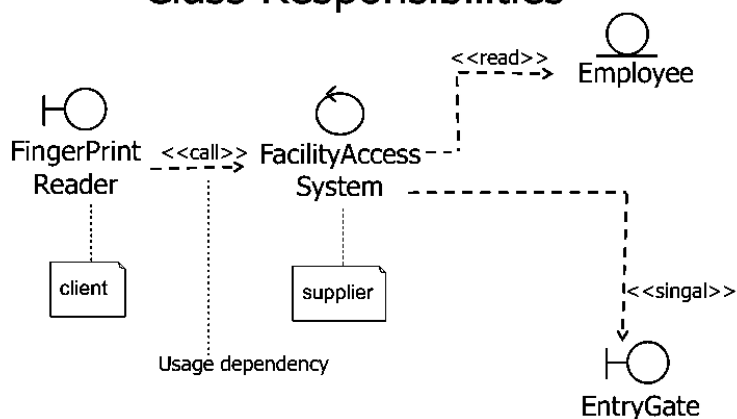 Class Responsibilities
<<read>>
Employee
FingerPrint
Reader
<<call>>
FacilityAccess
System
client
supplier
<<singal>>
Usage dependency
EntryGate